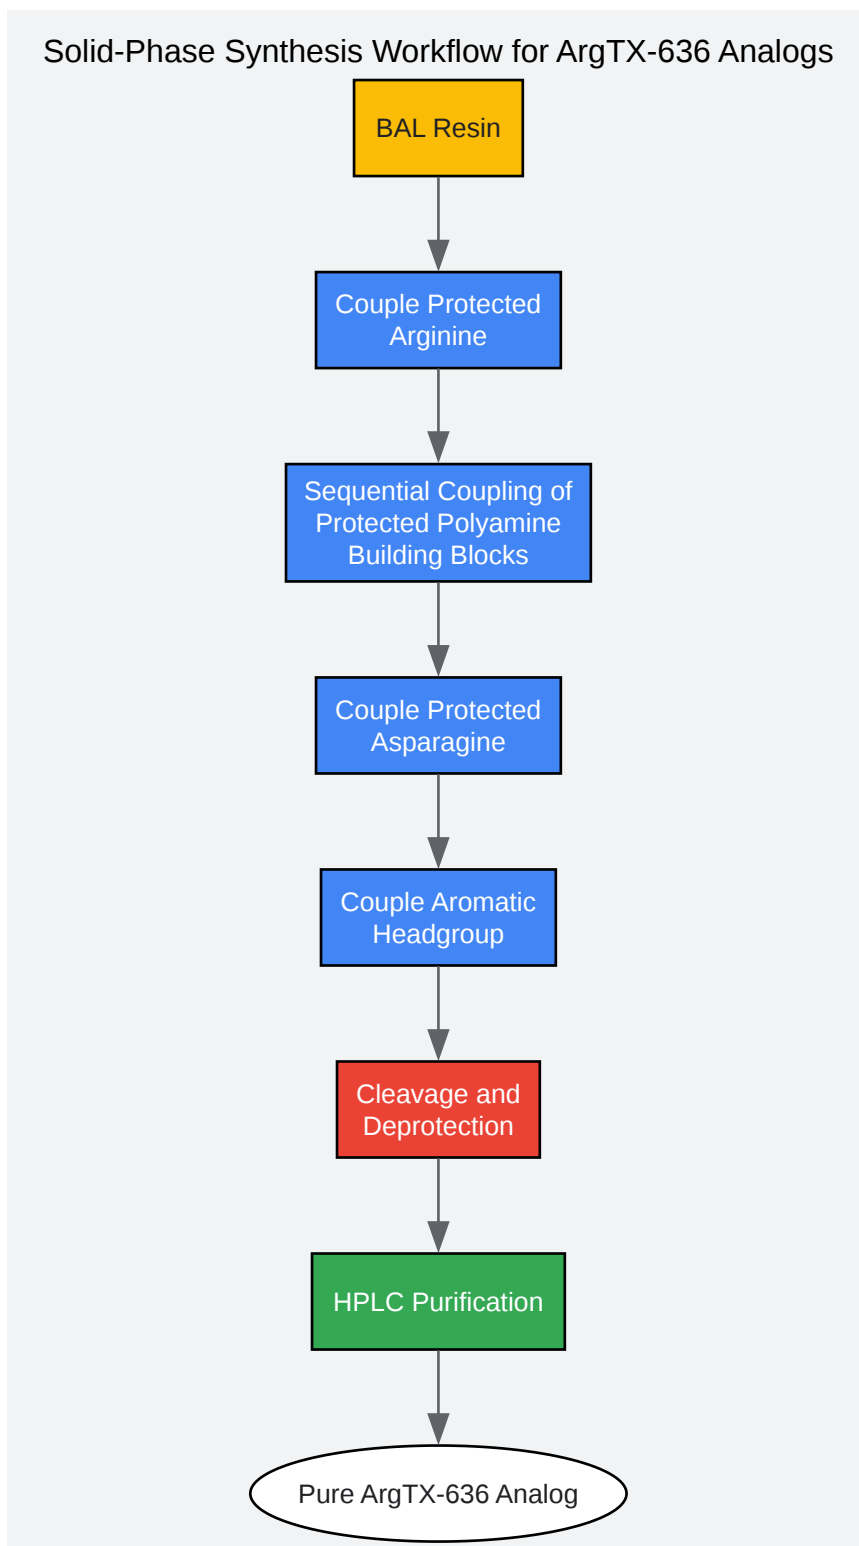 Solid-Phase Synthesis Workflow for ArgTX-636 Analogs
BAL Resin
Couple Protected
Arginine
Sequential Coupling of
Protected Polyamine
Building Blocks
Couple Protected
Asparagine
Couple Aromatic
Headgroup
Cleavage and
Deprotection
HPLC Purification
Pure ArgTX-636 Analog